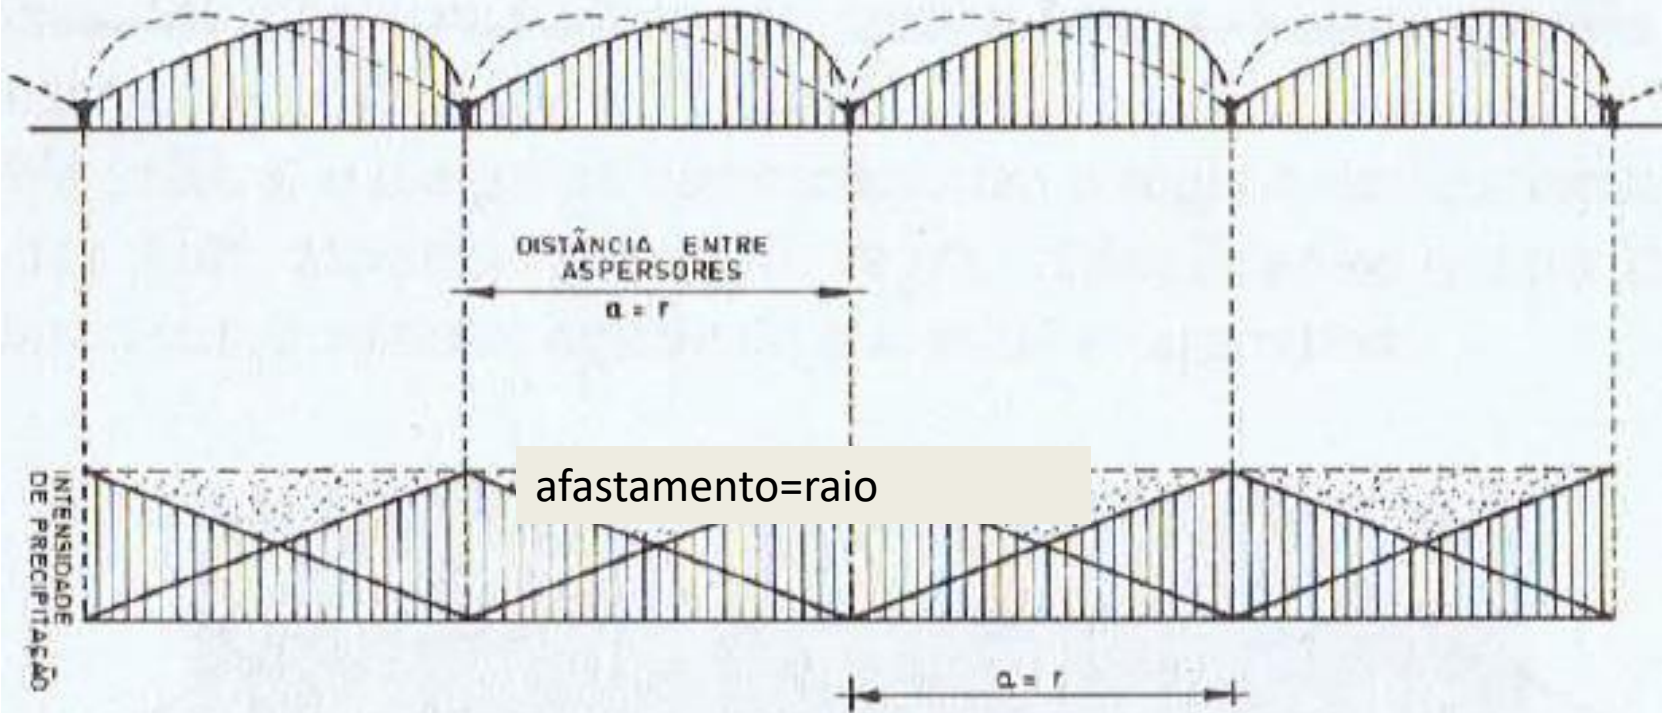 DISTÂNCIA ENTRE
ASPERSORES
a = r
afastamento=raio
INTENSIDADE
DE PRECIPITAÇÃO
a = r